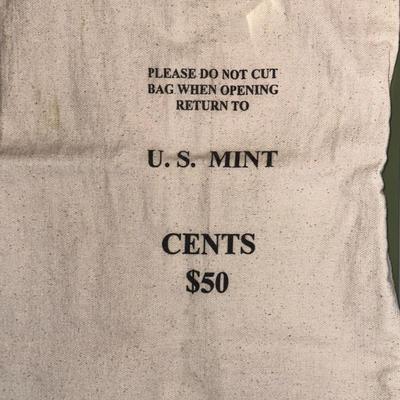 PLEASE DO NOT CUT
BAG WHEN OPENING
RETURN TO
U. S. MINT
CENTS
$50